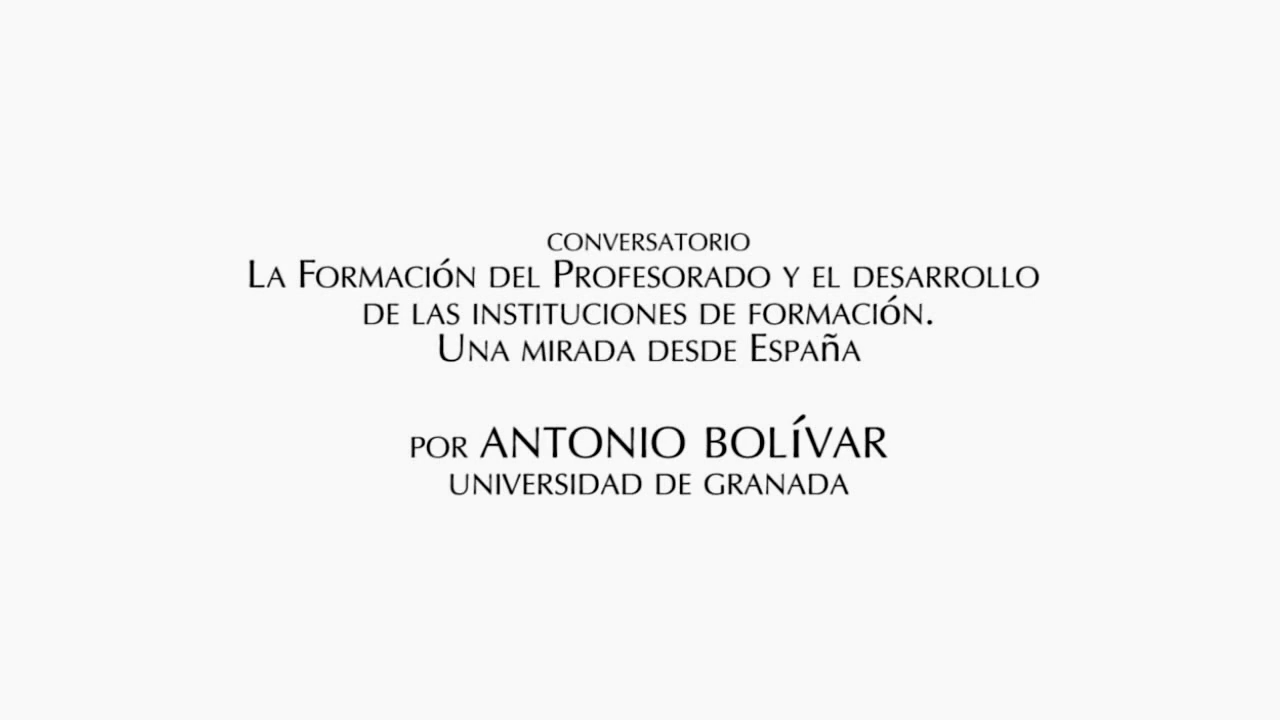 CONVERSATORIO
La Formación del Profesorado y el desarrollo
de las instituciones de formación.
Una mirada desde España
por ANTONIO BOLÍVAR
UNIVERSIDAD DE GRANADA